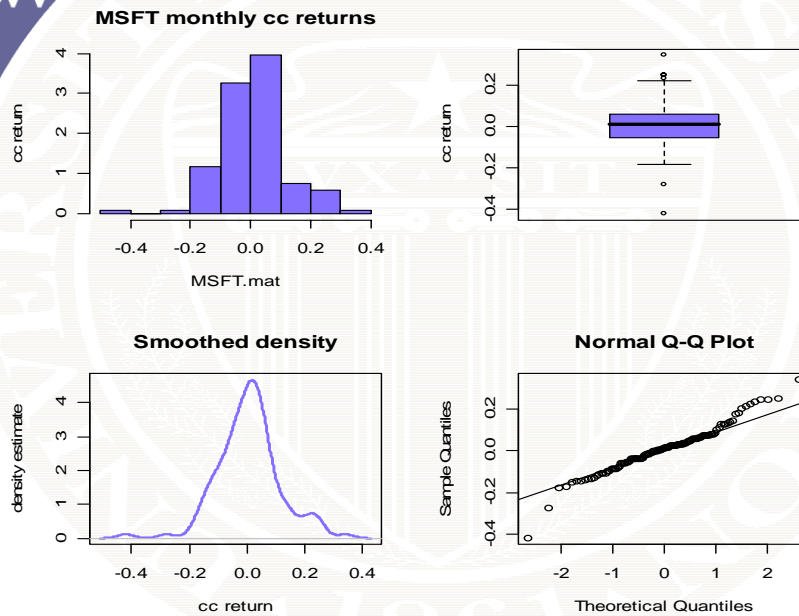 MSFT monthly cc returns
cc return
0 1 2 3 4
-0.4 -0.2 0.0 0.2 0.4
MSFT.mat
cc return
-0.4 -0.2 0.0 0.2
Smoothed density
density estimate
0 1 2 3 4
-0.4 -0.2 0.0 0.2 0.4
cc return
Normal Q-Q Plot
Sample Quantiles
-0.4 -0.2 0.0 0.2
-2 -1 0 1 2
Theoretical Quantiles